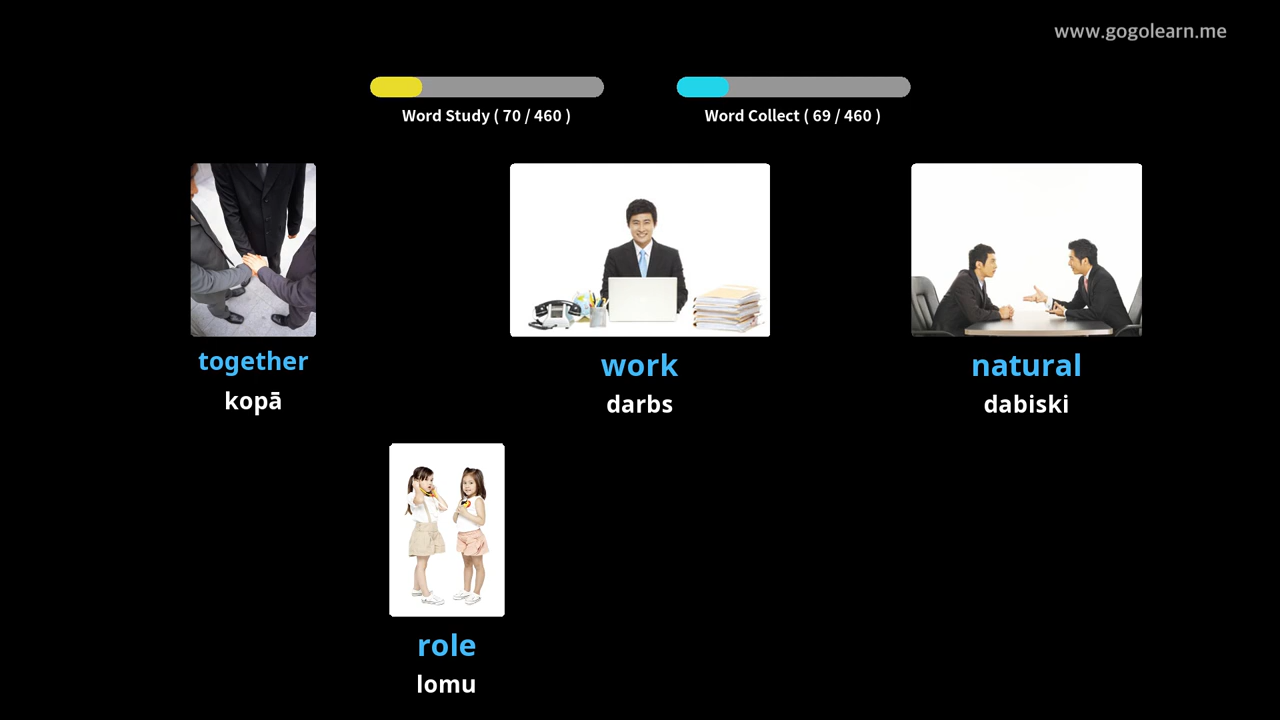 www.gogolearn.me
Word Study ( 70 / 460 )
Word Collect ( 69 / 460 )
together
kopā
work
darbs
natural
dabiski
role
lomu